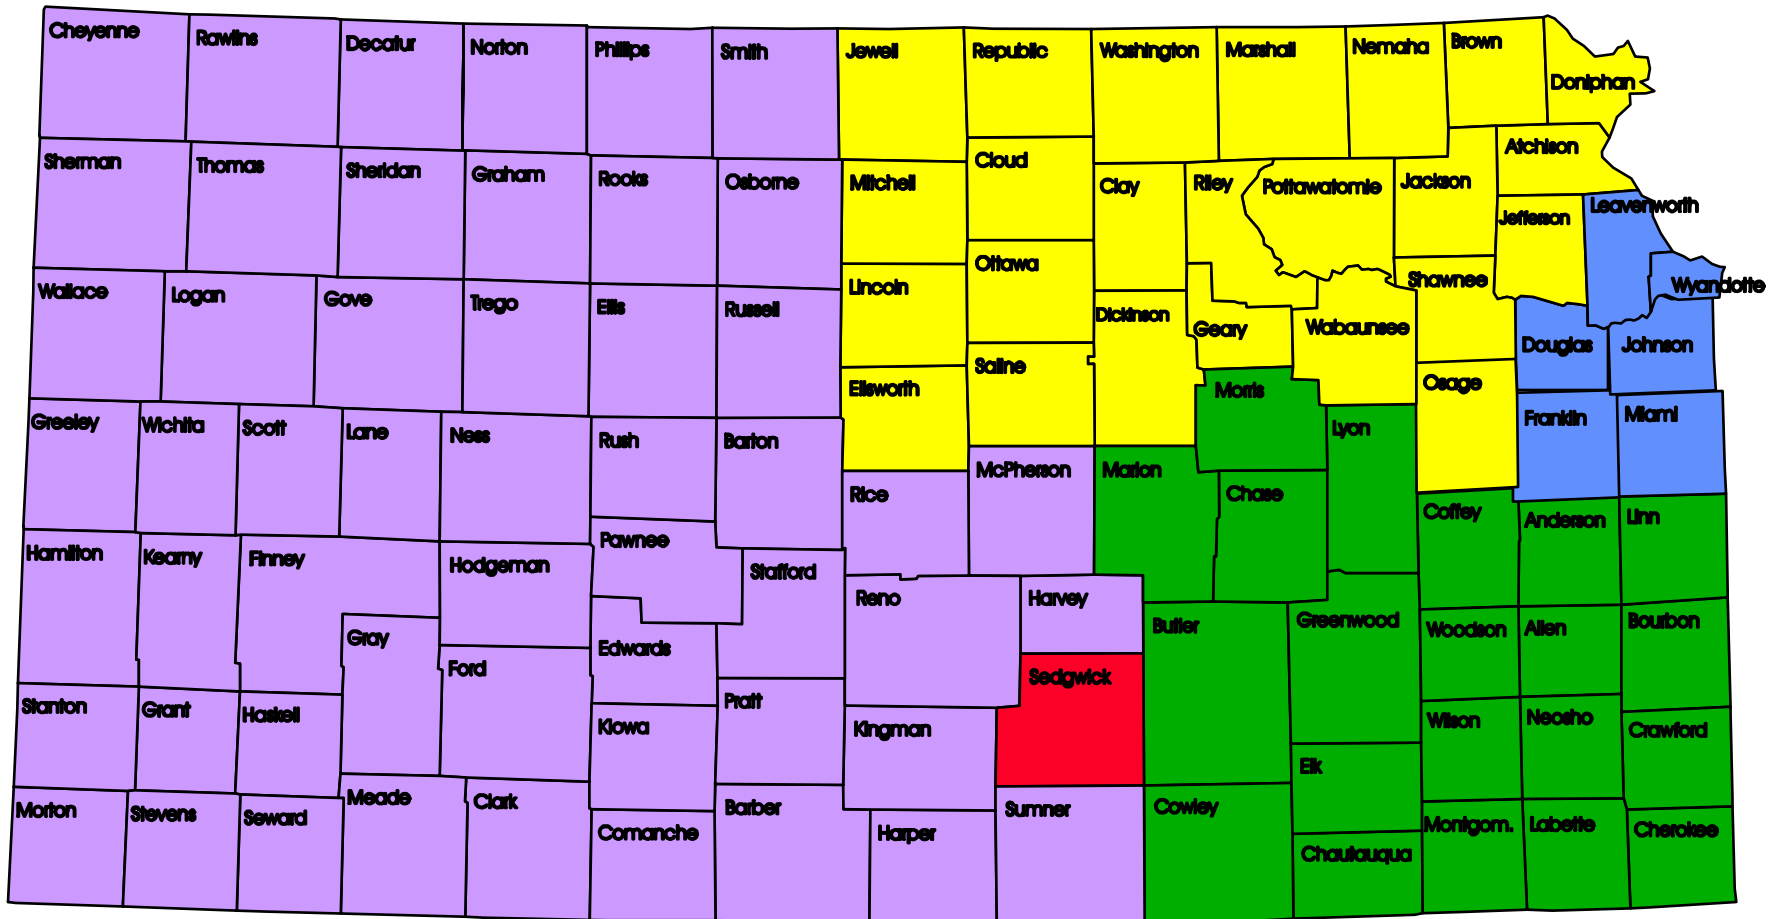 Cheyenne
Rawlins
Decatur
Norton
Phillips
Smith
Jewell
Republic
Washington
Marshall
Nemaha
Brown
Doniphan
Sherman
Thomas
Sheridan
Graham
Rooks
Osborne
Mitchell
Cloud
Clay
Riley
Pottawatomie
Jackson
Atchison
Jefferson
Leavenworth
Wyandotte
Wallace
Logan
Gove
Trego
Ellis
Russell
Lincoln
Ottawa
Dickinson
Geary
Wabaunsee
Shawnee
Douglas
Johnson
Saline
Ellsworth
Morris
Osage
Franklin
Miami
Greeley
Wichita
Scott
Lane
Ness
Rush
Barton
Rice
McPherson
Marion
Chase
Lyon
Coffey
Anderson
Linn
Hamilton
Kearny
Finney
Hodgeman
Pawnee
Stafford
Reno
Harvey
Butler
Greenwood
Woodson
Allen
Bourbon
Gray
Ford
Edwards
Sedgwick
Stanton
Grant
Haskell
Kiowa
Pratt
Kingman
Wilson
Neosho
Crawford
Elk
Morton
Stevens
Seward
Meade
Clark
Comanche
Barber
Harper
Sumner
Cowley
Chautauqua
Montgom.
Labette
Cherokee